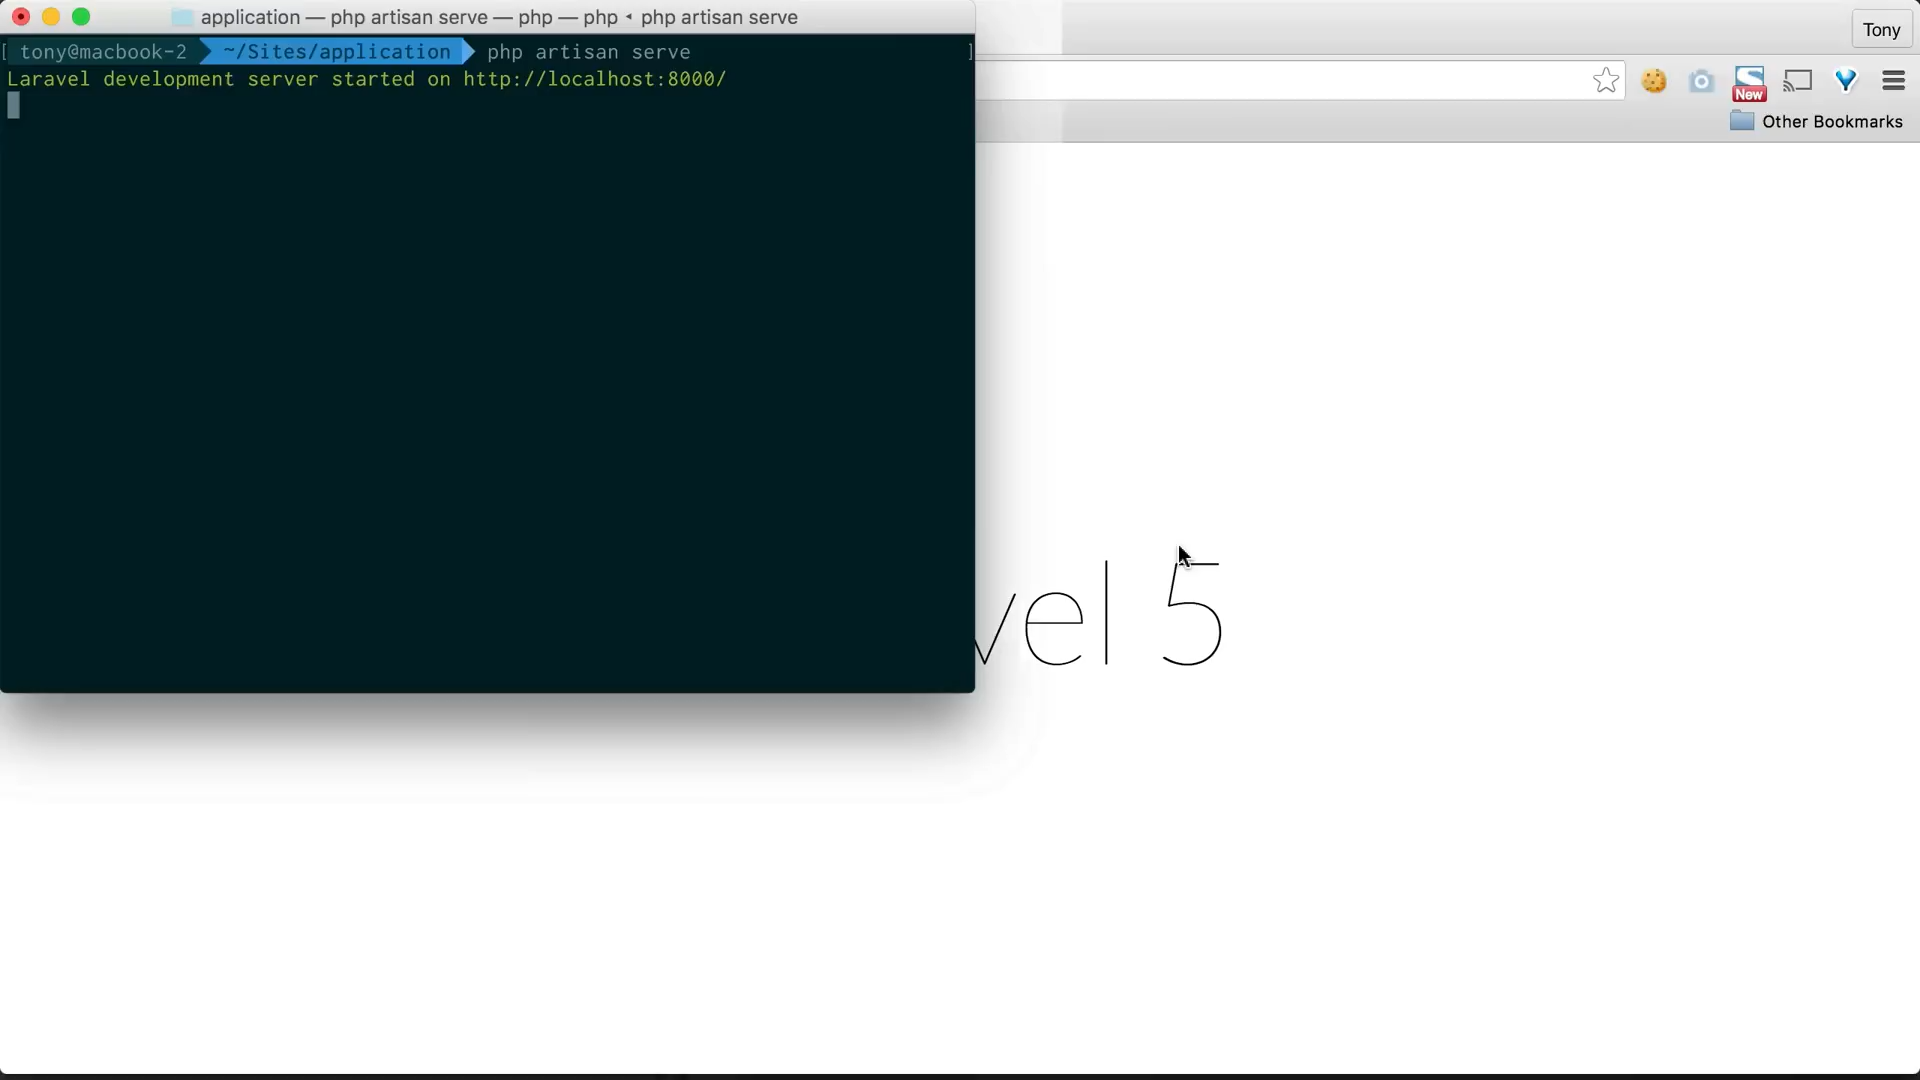 application — php artisan serve — php — php ◂ php artisan serve
Tony
[ tony@macbook-2 ~/Sites/application php artisan serve ]
Laravel development server started on http://localhost:8000/
New
Other Bookmarks
vel 5